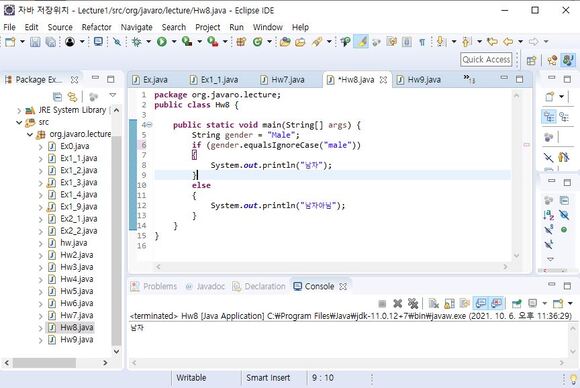 자바 저장위치 - Lecture1/src/org/javaro/lecture/Hw8.java - Eclipse IDE
File Edit Source Refactor Navigate Search Project Run Window Help
Quick Access
Package Ex...
JRE System Library [
src
org.javaro.lecture
Ex0.java
Ex1_1.java
Ex1_2.java
Ex1_3.java
Ex1_4.java
Ex1_9.java
Ex2_1.java
Ex2_2.java
hw.java
Hw2.java
Hw3.java
Hw4.java
Hw5.java
Hw6.java
Hw7.java
Hw8.java
Hw9.java
Ex.java Ex1_1.java Hw7.java *Hw8.java Hw9.java »13
1 package org.javaro.lecture;
2 public class Hw8 {
3
4 public static void main(String[] args) {
5 String gender = "Male";
6 if (gender.equalsIgnoreCase("male"))
7 {
8 System.out.println("남자");
9 }
10 else
11 {
12 System.out.println("남자아님");
13 }
14 }
15 }
16
Problems Javadoc Declaration Console
<terminated> Hw8 [Java Application] C:₩Program Files₩Java₩jdk-11.0.12+7₩bin₩javaw.exe (2021. 10. 6. 오후 11:36:29)
남자
Writable Smart Insert 9 : 10